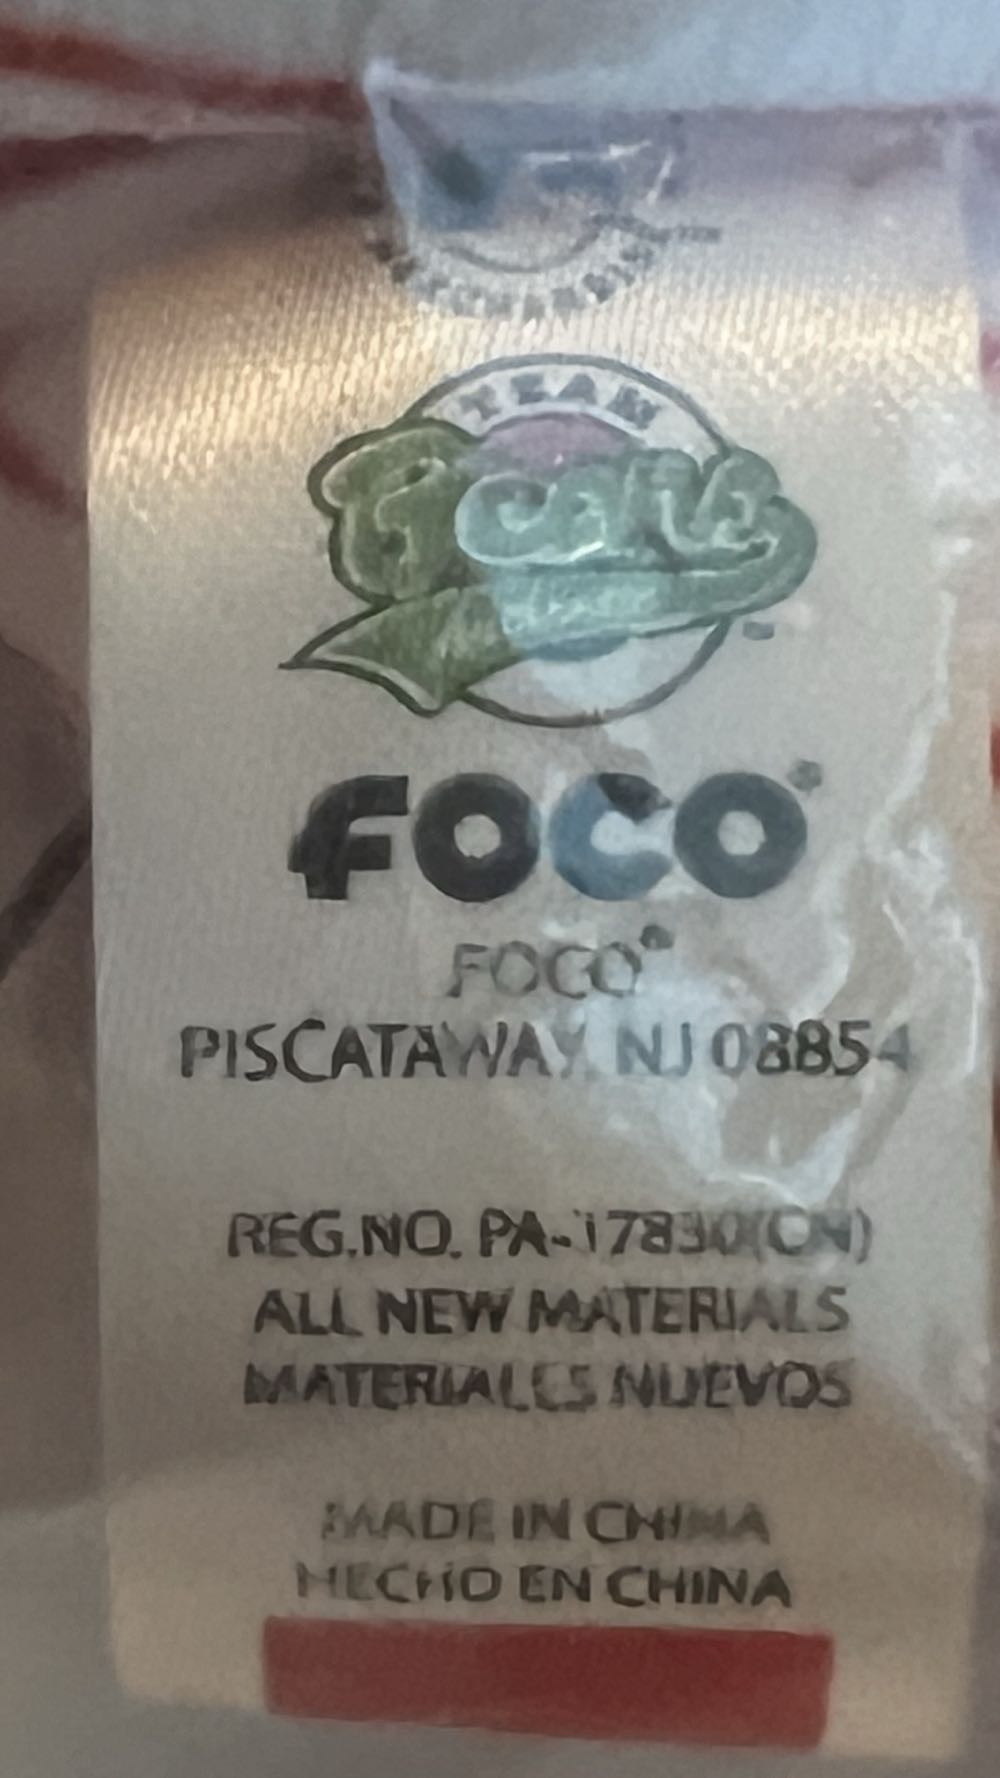 TEAM
FOCO®
FOCO®
PISCATAWAY, NJ 08854
REG.NO. PA-17830(CN)
ALL NEW MATERIALS
MATERIALES NUEVOS
MADE IN CHINA
HECHO EN CHINA